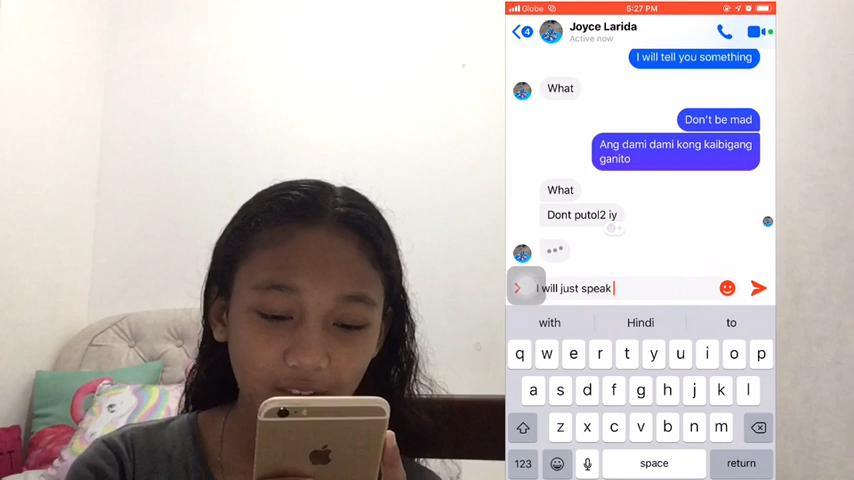 Globe
5:27 PM
4
Joyce Larida
Active now
I will tell you something
What
Don't be mad
Ang dami dami kong kaibigang
ganito
What
Dont putol2 iy
I will just speak
with Hindi to
q w e r t y u i o p
a s d f g h j k l
z x c v b n m
123 space return